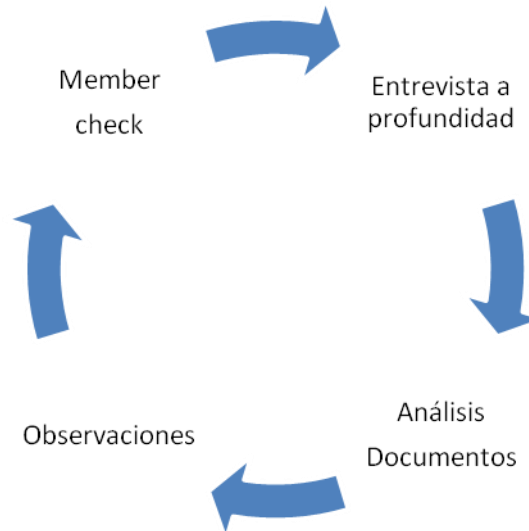 Member
check
Entrevista a
profundidad
Análisis
Documentos
Observaciones